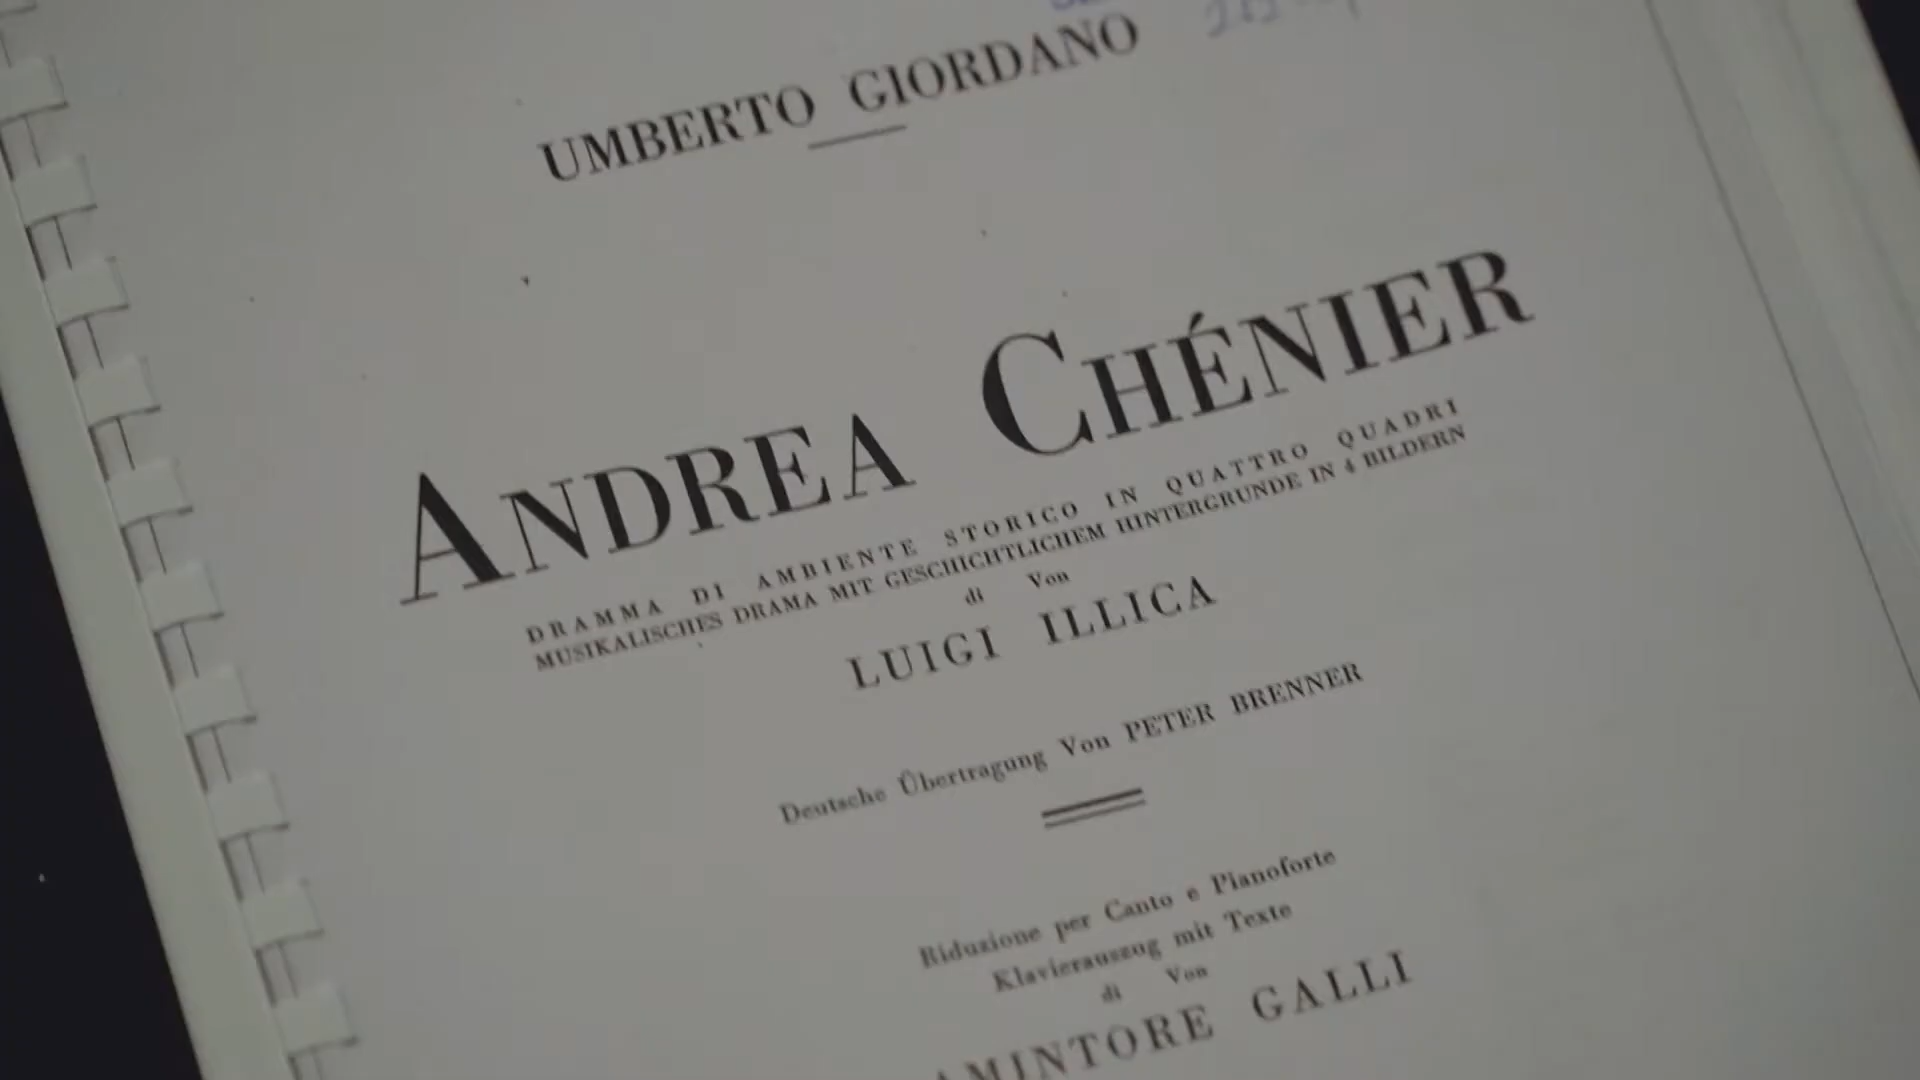 UMBERTO GIORDANO
ANDREA CHÉNIER
DRAMMA DI AMBIENTE STORICO IN QUATTRO QUADRI
MUSIKALISCHES DRAMA MIT GESCHICHTLICHEM HINTERGRUNDE IN 4 BILDERN
di Von
LUIGI ILLICA
Deutsche Übertragung Von PETER BRENNER
Riduzione per Canto e Pianoforte
Klavierauszug mit Texte
di Von
AMINTORE GALLI